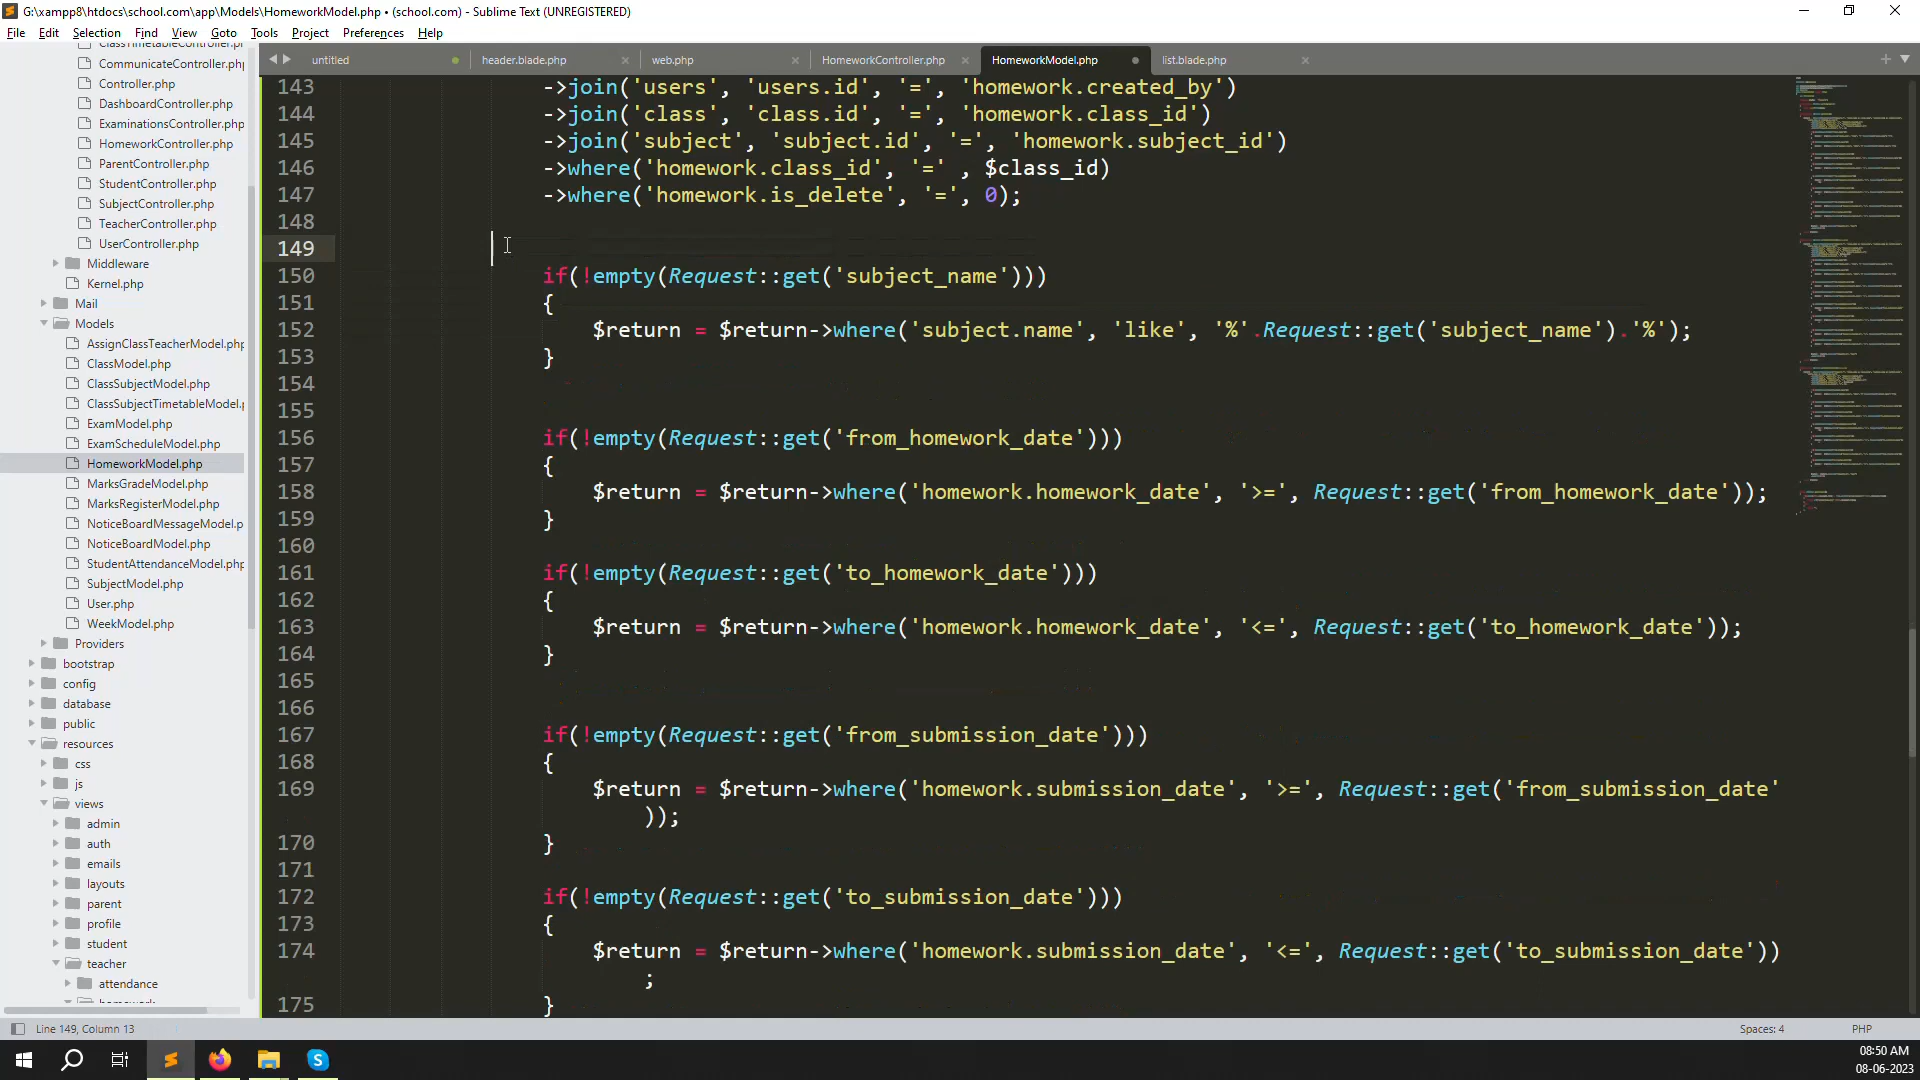 G:\xampp8\htdocs\school.com\app\Models\HomeworkModel.php • (school.com) - Sublime Text (UNREGISTERED)
File Edit Selection Find View Goto Tools Project Preferences Help
untitled header.blade.php web.php HomeworkController.php HomeworkModel.php list.blade.php
ClassTimetableController.ph
CommunicateController.php
Controller.php
DashboardController.php
ExaminationsController.php
HomeworkController.php
ParentController.php
StudentController.php
SubjectController.php
TeacherController.php
UserController.php
Middleware
Kernel.php
Mail
Models
AssignClassTeacherModel.php
ClassModel.php
ClassSubjectModel.php
ClassSubjectTimetableModel.p
ExamModel.php
ExamScheduleModel.php
HomeworkModel.php
MarksGradeModel.php
MarksRegisterModel.php
NoticeBoardMessageModel.p
NoticeBoardModel.php
StudentAttendanceModel.php
SubjectModel.php
User.php
WeekModel.php
Providers
bootstrap
config
database
public
resources
css
js
views
admin
auth
emails
layouts
parent
profile
student
teacher
attendance
homework
143 ->join('users', 'users.id', '=', 'homework.created_by')
144 ->join('class', 'class.id', '=', 'homework.class_id')
145 ->join('subject', 'subject.id', '=', 'homework.subject_id')
146 ->where('homework.class_id', '=' , $class_id)
147 ->where('homework.is_delete', '=', 0);
148
149
150 if(!empty(Request::get('subject_name')))
151 {
152 $return = $return->where('subject.name', 'like', '%'.Request::get('subject_name').'%');
153 }
154
155
156 if(!empty(Request::get('from_homework_date')))
157 {
158 $return = $return->where('homework.homework_date', '>=', Request::get('from_homework_date'));
159 }
160
161 if(!empty(Request::get('to_homework_date')))
162 {
163 $return = $return->where('homework.homework_date', '<=', Request::get('to_homework_date'));
164 }
165
166
167 if(!empty(Request::get('from_submission_date')))
168 {
169 $return = $return->where('homework.submission_date', '>=', Request::get('from_submission_date'
));
170 }
171
172 if(!empty(Request::get('to_submission_date')))
173 {
174 $return = $return->where('homework.submission_date', '<=', Request::get('to_submission_date'))
;
175 }
Line 149, Column 13 Spaces: 4 PHP
08:50 AM
08-06-2023